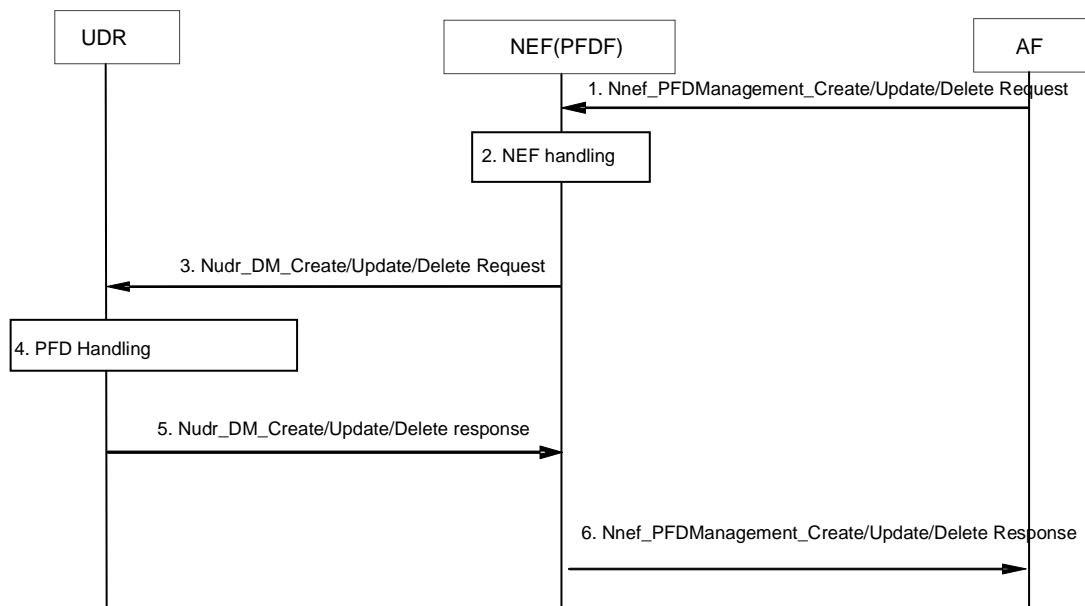 UDR
NEF(PFDF)
AF
1. Nnef_PFDManagement_Create/Update/Delete Request
2. NEF handling
3. Nudr_DM_Create/Update/Delete Request
4. PFD Handling
5. Nudr_DM_Create/Update/Delete response
6. Nnef_PFDManagement_Create/Update/Delete Response